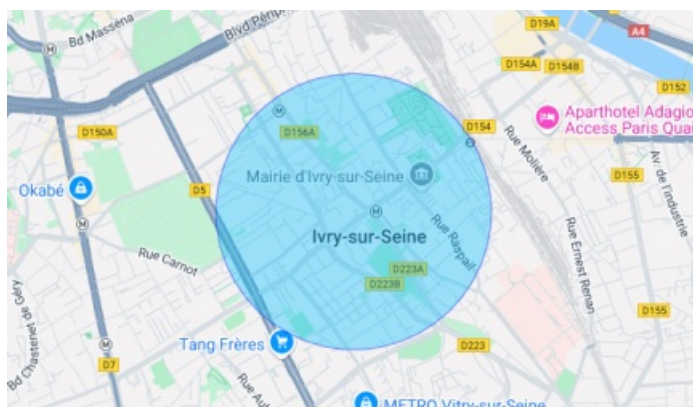 Bd Masséna
Blvd Périph
D19A
A4
D154A
D154B
D152
D150A
D156A
D154
Aparthotel Adagio
Access Paris Quai
Rue Molière
Mairie d'Ivry-sur-Seine
Okabé
D5
D155
Av. de l'industrie
Ivry-sur-Seine
Rue Raspail
Rue Ernest Renan
Rue Carnot
D223A
D223B
Bd Chastenet de Géry
D155
Tang Frères
D223
D7
Rue Aut
METRO Vitry-sur-Seine